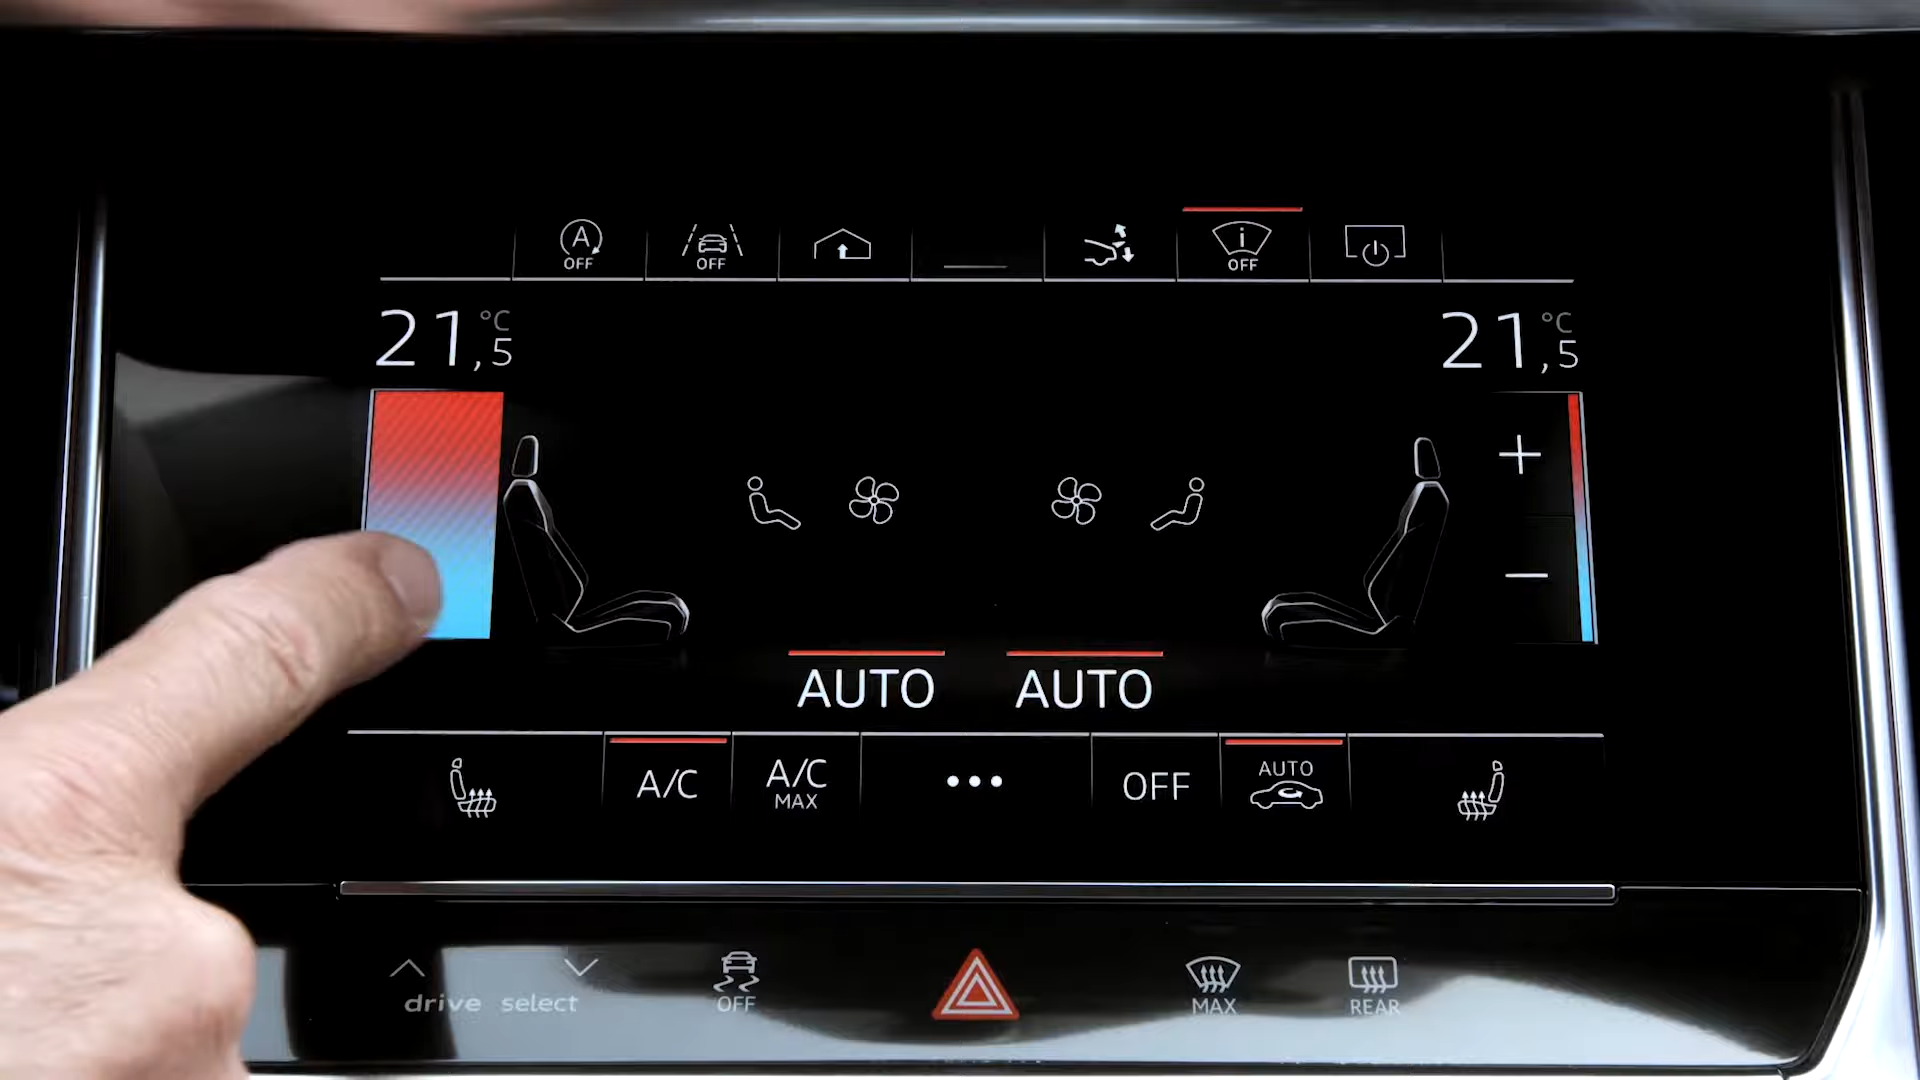 A
OFF
OFF
i
OFF
21,5 °C
21,5 °C
AUTO
AUTO
A/C
A/C
MAX
•••
OFF
AUTO
drive select
OFF
MAX
REAR